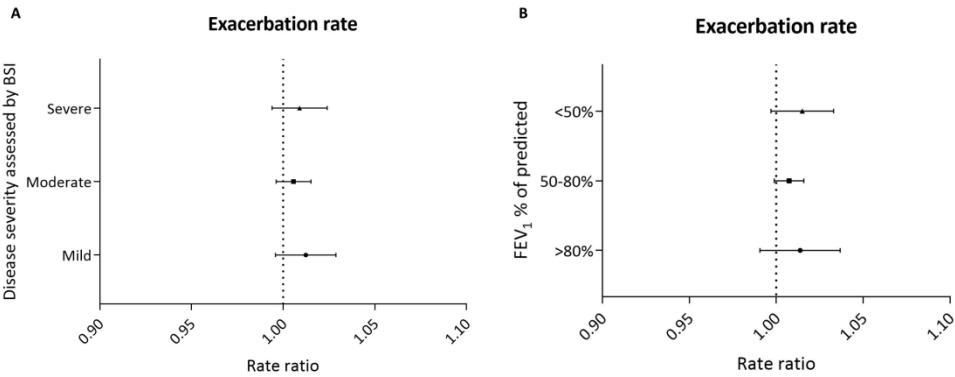 A
Exacerbation rate
Disease severity assessed by BSI
Severe
Moderate
Mild
0.90
0.95
1.00
1.05
1.10
Rate ratio
B
Exacerbation rate
FEV₁ % of predicted
<50%
50-80%
>80%
0.90
0.95
1.00
1.05
1.10
Rate ratio